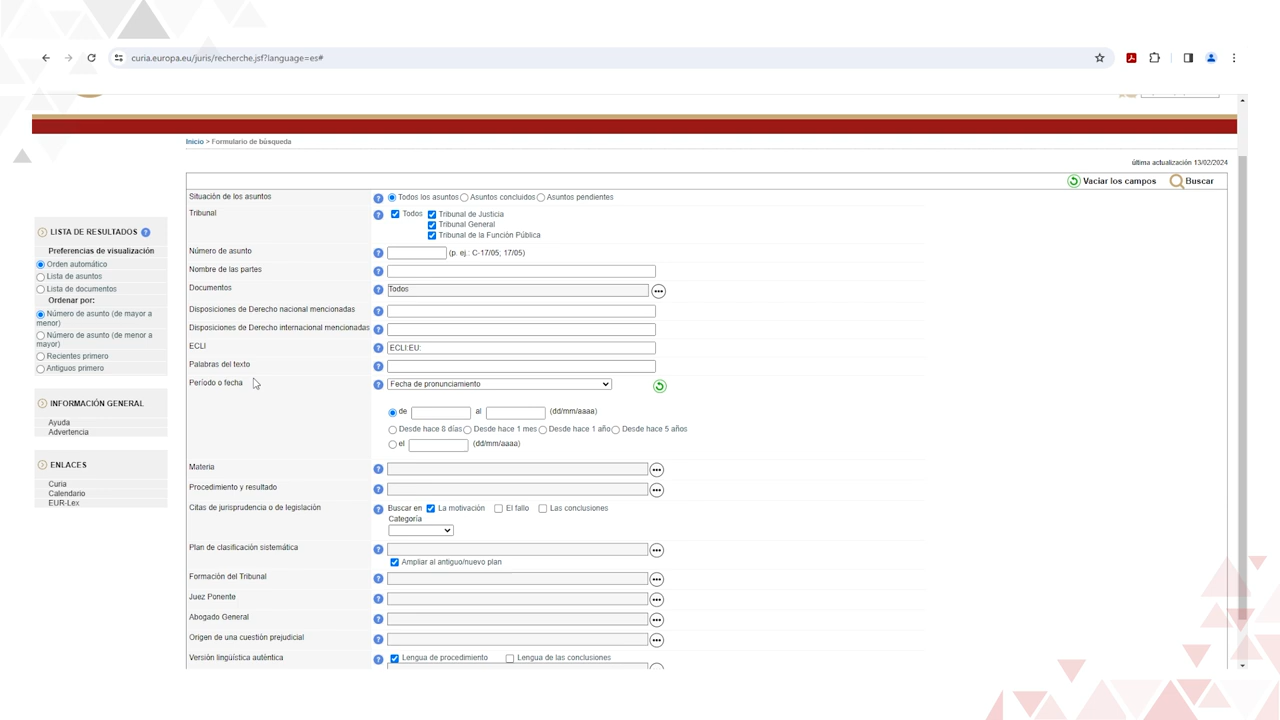 curia.europa.eu/juris/recherche.jsf?language=es#
Inicio > Formulario de búsqueda
última actualización 13/02/2024
Vaciar los campos Buscar
LISTA DE RESULTADOS ?
Preferencias de visualización
Orden automático
Lista de asuntos
Lista de documentos
Ordenar por:
Número de asunto (de mayor a
menor)
Número de asunto (de menor a
mayor)
Recientes primero
Antiguos primero
INFORMACIÓN GENERAL
Ayuda
Advertencia
ENLACES
Curia
Calendario
EUR-Lex
Situación de los asuntos ? Todos los asuntos Asuntos concluidos Asuntos pendientes
Tribunal ? Todos Tribunal de Justicia
Tribunal General
Tribunal de la Función Pública
Número de asunto ? (p. ej.: C-17/05; 17/05)
Nombre de las partes ?
Documentos ? Todos
Disposiciones de Derecho nacional mencionadas ?
Disposiciones de Derecho internacional mencionadas ?
ECLI ? ECLI:EU:
Palabras del texto ?
Período o fecha ? Fecha de pronunciamiento
de al (dd/mm/aaaa)
Desde hace 8 días Desde hace 1 mes Desde hace 1 año Desde hace 5 años
el (dd/mm/aaaa)
Materia ?
Procedimiento y resultado ?
Citas de jurisprudencia o de legislación ? Buscar en La motivación El fallo Las conclusiones
Categoría
Plan de clasificación sistemática ?
Ampliar al antiguo/nuevo plan
Formación del Tribunal ?
Juez Ponente ?
Abogado General ?
Origen de una cuestión prejudicial ?
Versión lingüística auténtica ? Lengua de procedimiento Lengua de las conclusiones